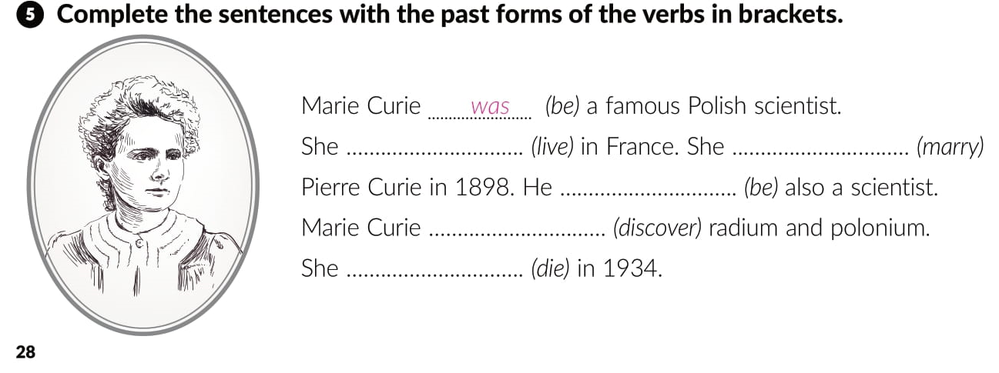 5 Complete the sentences with the past forms of the verbs in brackets.
Marie Curie was (be) a famous Polish scientist.
She .............................. (live) in France. She .............................. (marry)
Pierre Curie in 1898. He .............................. (be) also a scientist.
Marie Curie .............................. (discover) radium and polonium.
She .............................. (die) in 1934.
28